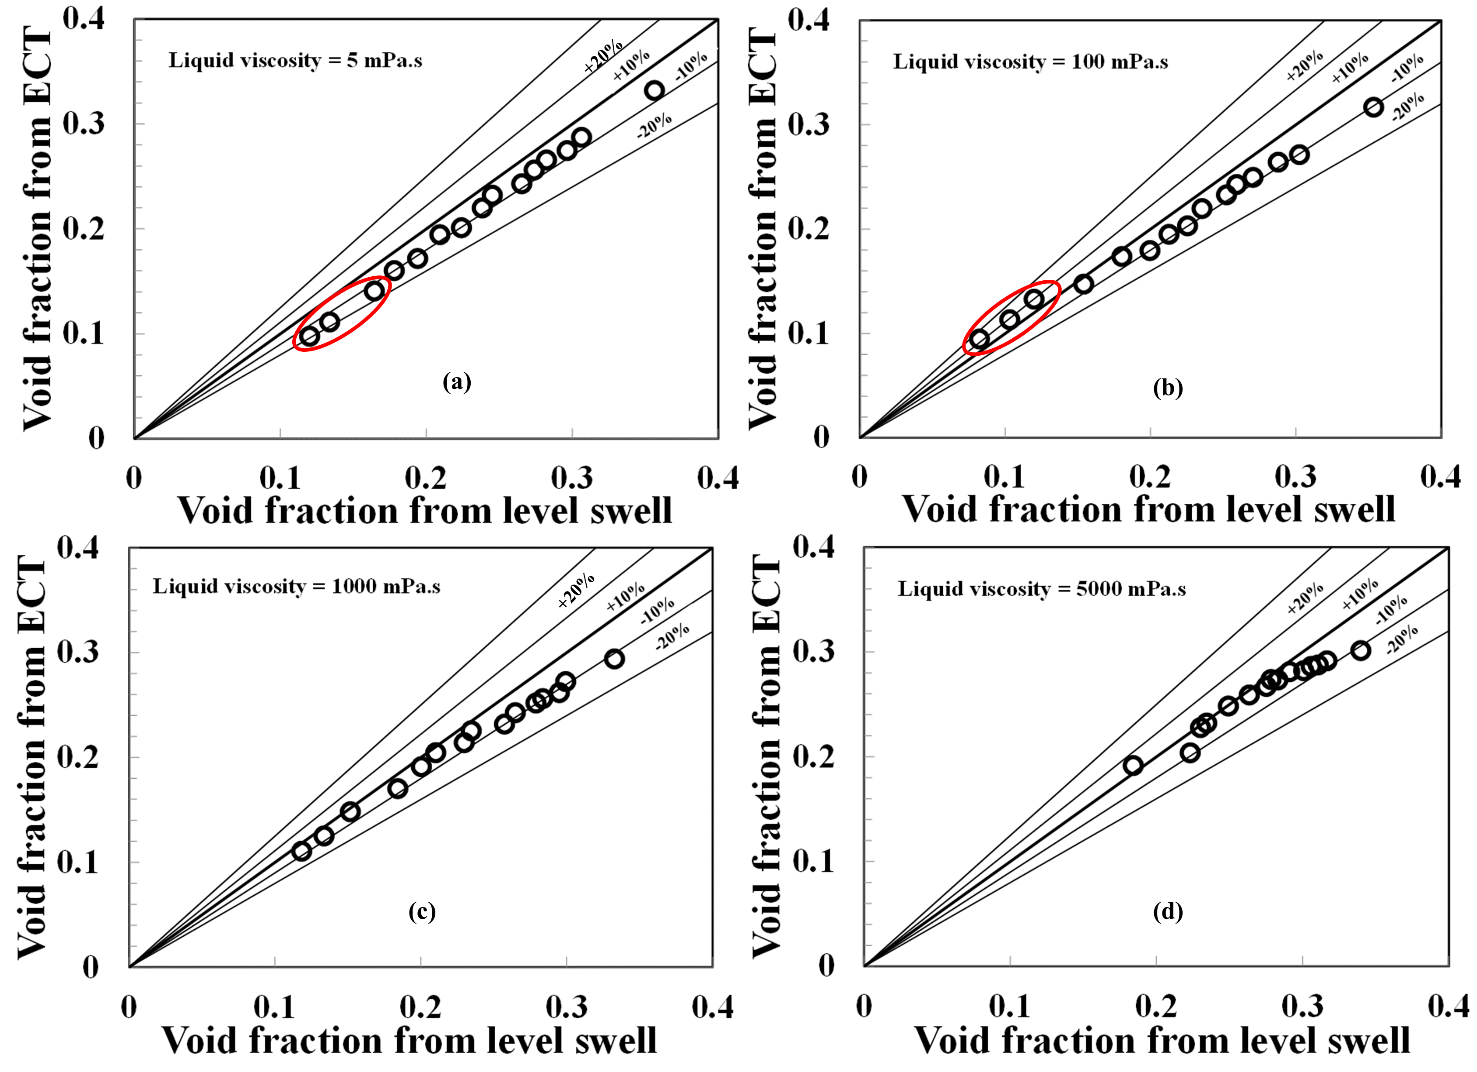 Void fraction from ECT
0.4
0.3
0.2
0.1
0
Liquid viscosity = 5 mPa.s
+20%
+10%
-10%
-20%
(a)
0 0.1 0.2 0.3 0.4
Void fraction from level swell
Void fraction from ECT
0.4
0.3
0.2
0.1
0
Liquid viscosity = 100 mPa.s
+20%
+10%
-10%
-20%
(b)
0 0.1 0.2 0.3 0.4
Void fraction from level swell
Void fraction from ECT
0.4
0.3
0.2
0.1
0
Liquid viscosity = 1000 mPa.s
+20%
+10%
-10%
-20%
(c)
0 0.1 0.2 0.3 0.4
Void fraction from level swell
Void fraction from ECT
0.4
0.3
0.2
0.1
0
Liquid viscosity = 5000 mPa.s
+20%
+10%
-10%
-20%
(d)
0 0.1 0.2 0.3 0.4
Void fraction from level swell